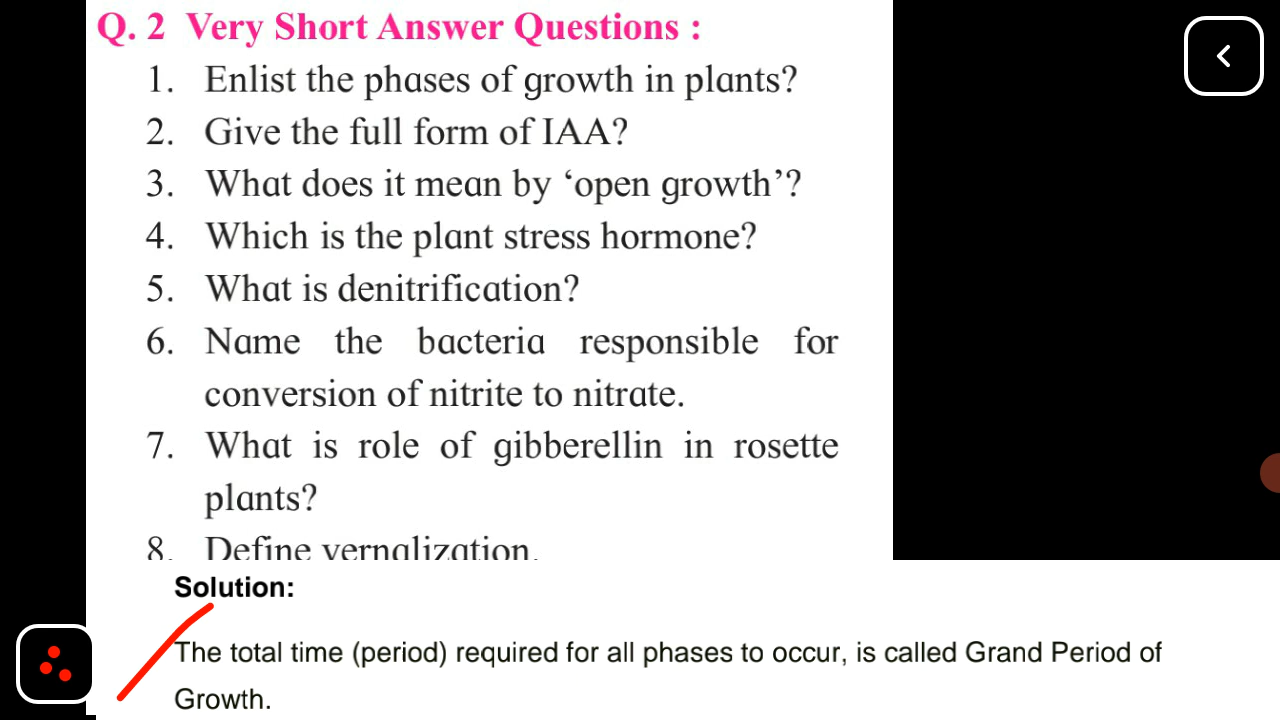 Q. 2 Very Short Answer Questions :
1. Enlist the phases of growth in plants?
2. Give the full form of IAA?
3. What does it mean by ‘open growth’?
4. Which is the plant stress hormone?
5. What is denitrification?
6. Name the bacteria responsible for
conversion of nitrite to nitrate.
7. What is role of gibberellin in rosette
plants?
8. Define vernalization.
Solution:
The total time (period) required for all phases to occur, is called Grand Period of
Growth.